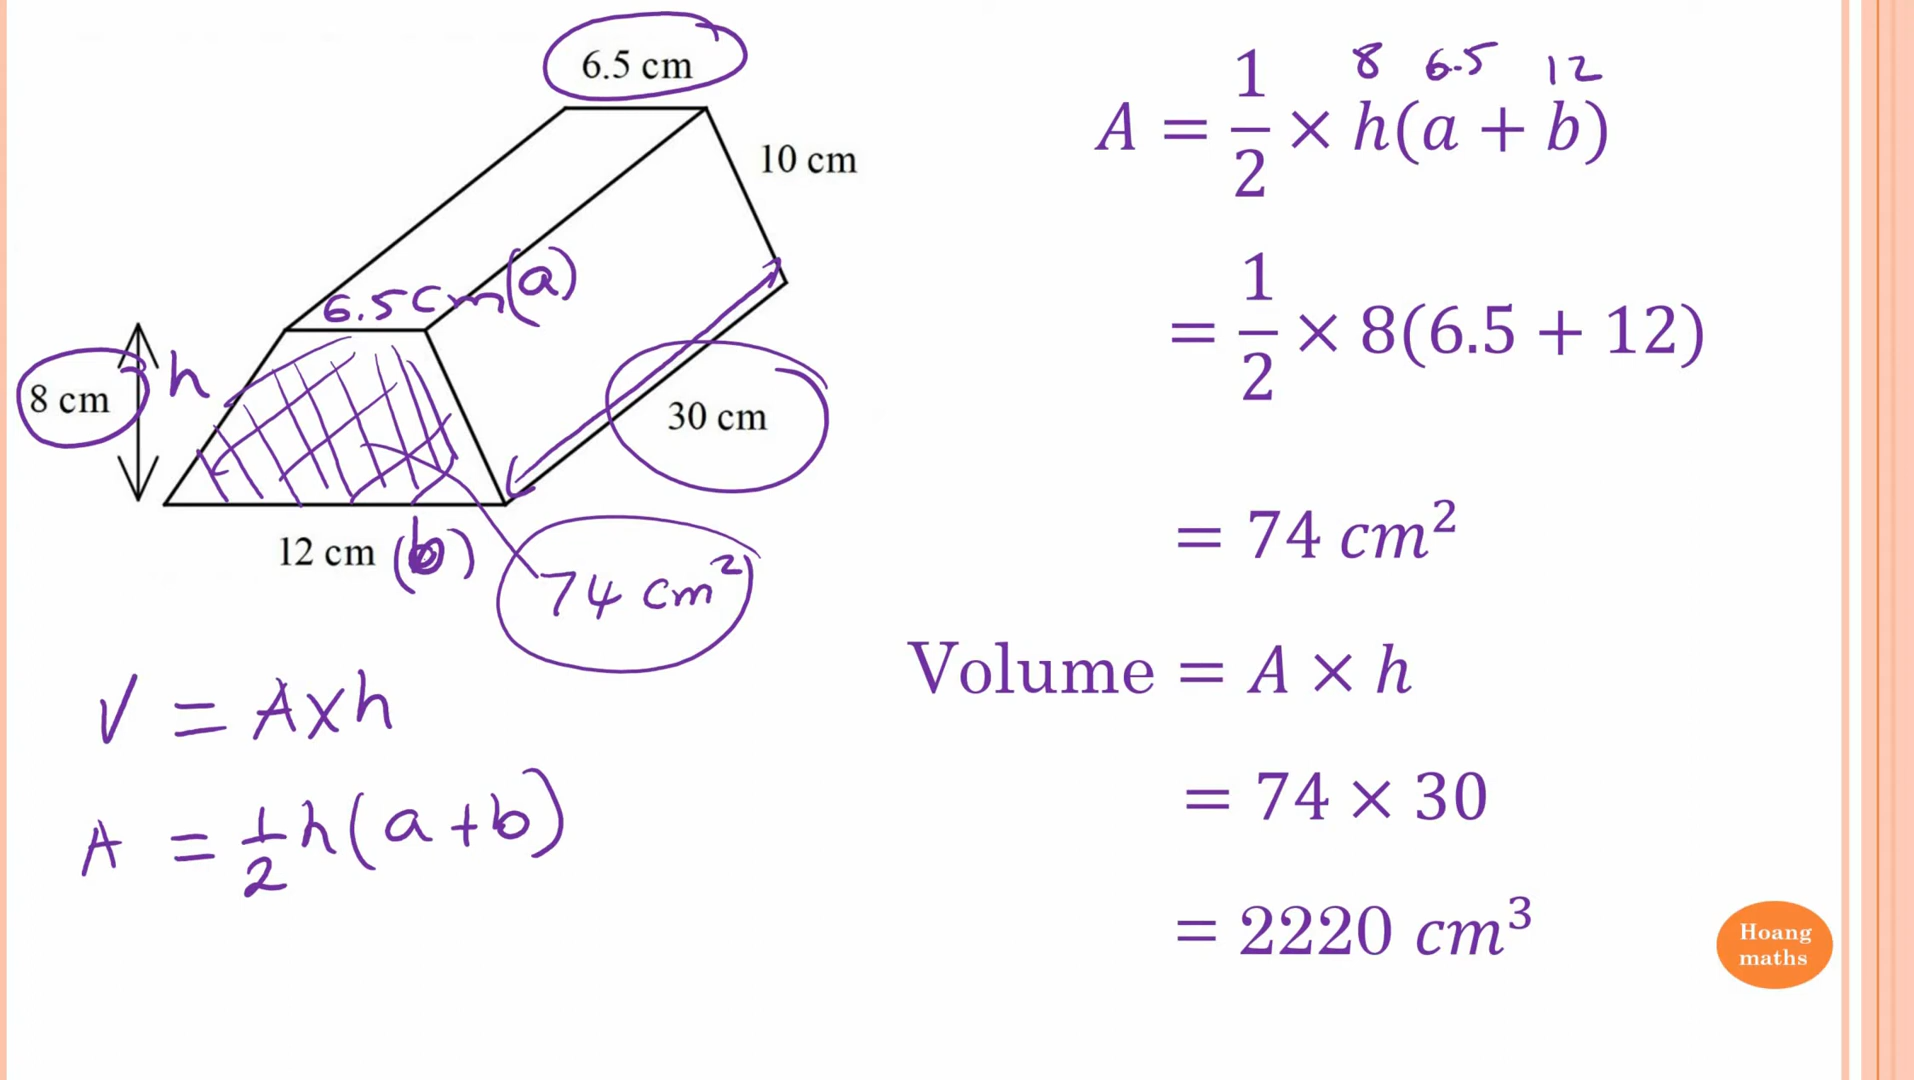 6.5 cm
10 cm
6.5cm(a)
8 cm h
30 cm
12 cm (b)
74 cm²
V = A×h
A = ½h(a+b)
8 6.5 12
A = 1/2 × h(a + b)
= 1/2 × 8(6.5 + 12)
= 74 cm²
Volume = A × h
= 74 × 30
= 2220 cm³
Hoang
maths